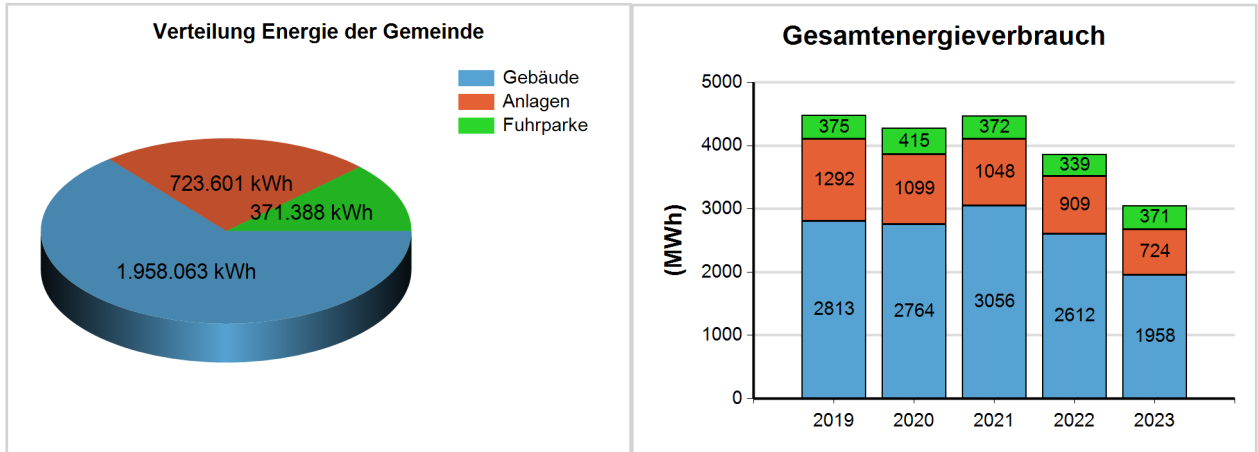 Verteilung Energie der Gemeinde
Gebäude
Anlagen
Fuhrparke
723.601 kWh
371.388 kWh
1.958.063 kWh
Gesamtenergieverbrauch
(MWh)
5000
4000
3000
2000
1000
0
375
415
372
339
371
1292
1099
1048
909
724
2813
2764
3056
2612
1958
2019
2020
2021
2022
2023